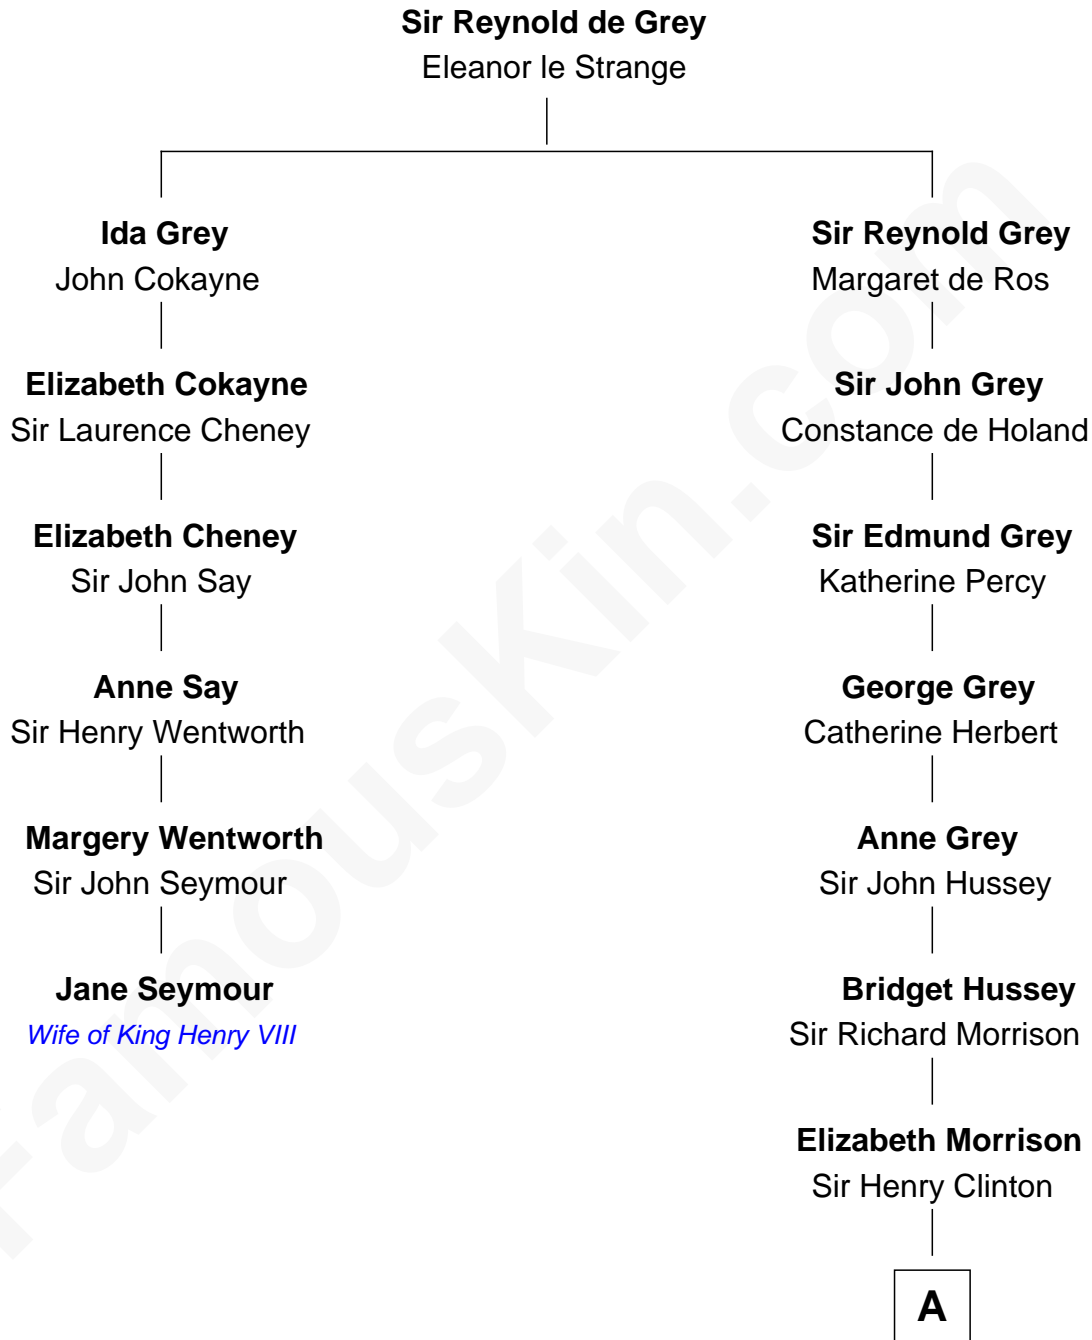 Sir Reynold de Grey
Eleanor le Strange
Ida Grey
John Cokayne
Sir Reynold Grey
Margaret de Ros
Elizabeth Cokayne
Sir Laurence Cheney
Sir John Grey
Constance de Holand
Elizabeth Cheney
Sir John Say
Sir Edmund Grey
Katherine Percy
Anne Say
Sir Henry Wentworth
George Grey
Catherine Herbert
Margery Wentworth
Sir John Seymour
Anne Grey
Sir John Hussey
Jane Seymour
Wife of King Henry VIII
Bridget Hussey
Sir Richard Morrison
Elizabeth Morrison
Sir Henry Clinton
A
FamousKin.com